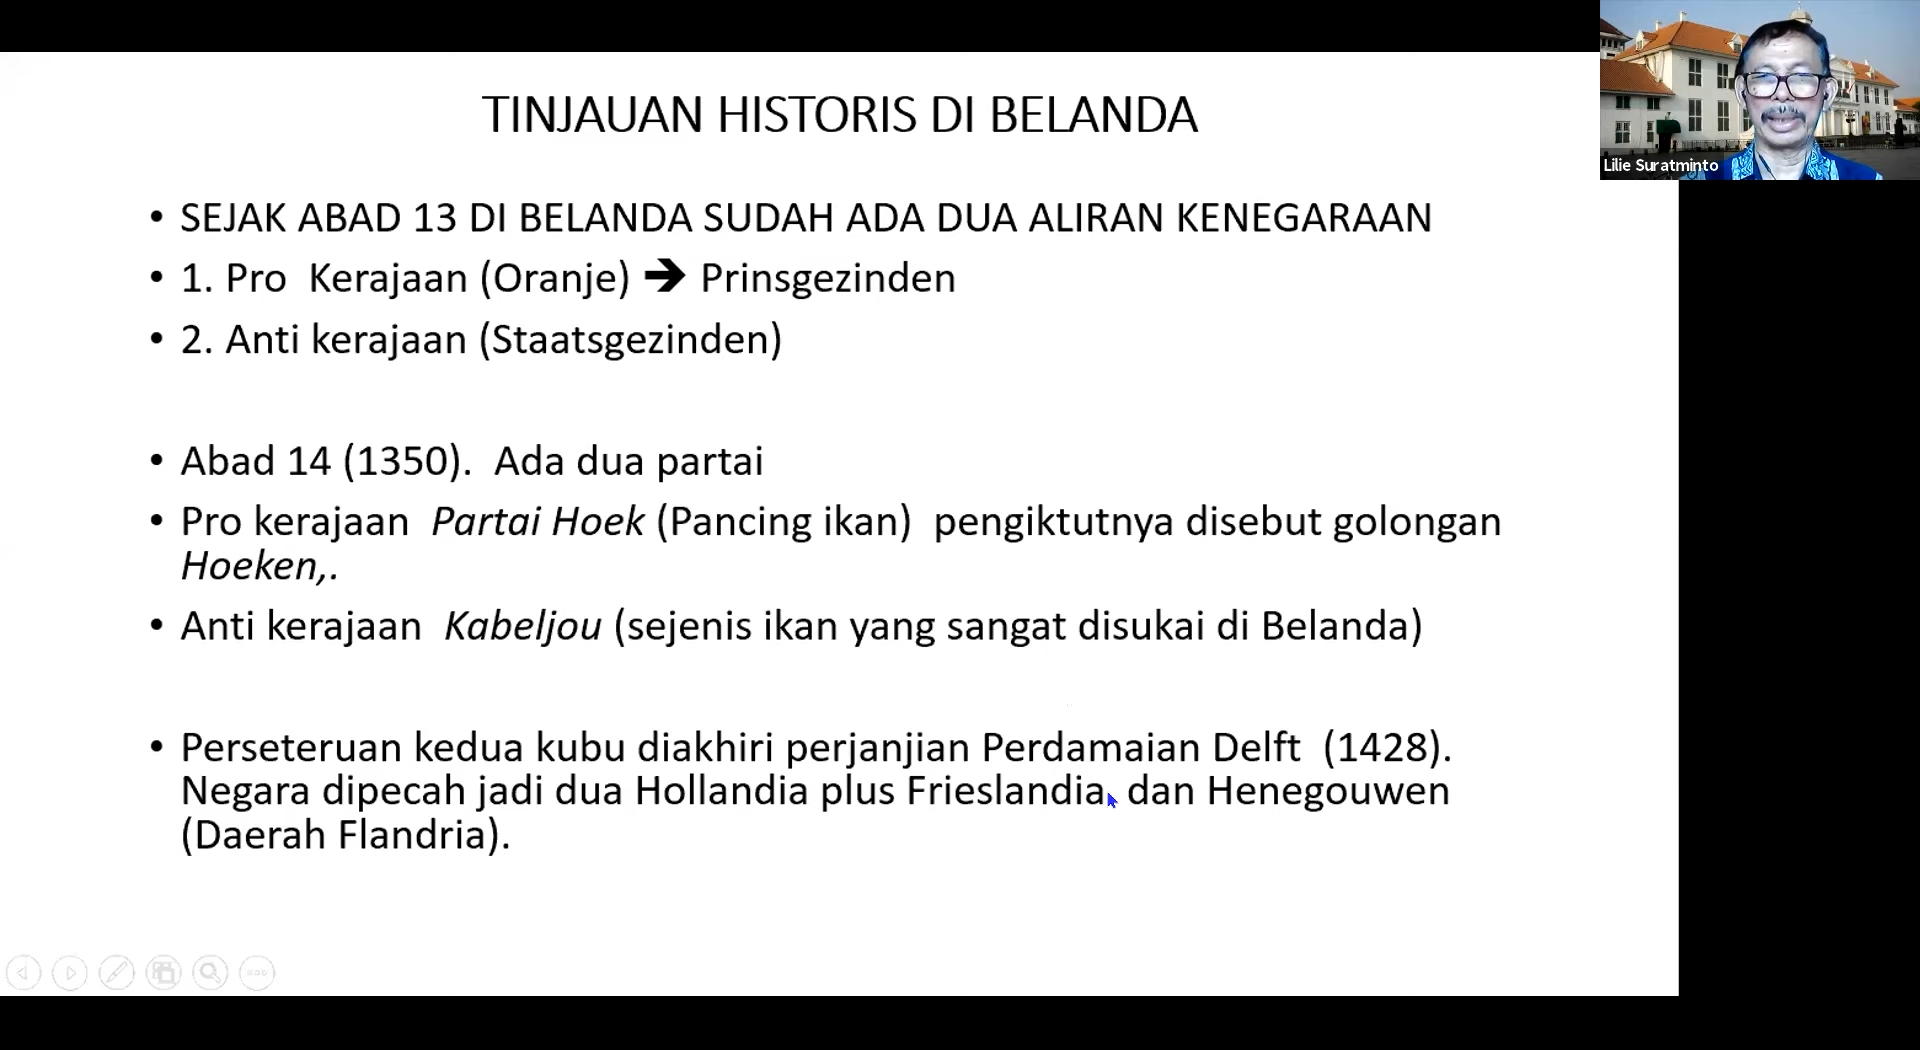 TINJAUAN HISTORIS DI BELANDA
• SEJAK ABAD 13 DI BELANDA SUDAH ADA DUA ALIRAN KENEGARAAN
• 1. Pro  Kerajaan (Oranje) ➔ Prinsgezinden
• 2. Anti kerajaan (Staatsgezinden)
• Abad 14 (1350).  Ada dua partai
• Pro kerajaan  Partai Hoek (Pancing ikan)  pengiktutnya disebut golongan
Hoeken,.
• Anti kerajaan  Kabeljou (sejenis ikan yang sangat disukai di Belanda)
• Perseteruan kedua kubu diakhiri perjanjian Perdamaian Delft  (1428).
Negara dipecah jadi dua Hollandia plus Frieslandia, dan Henegouwen
(Daerah Flandria).
Lilie Suratminto